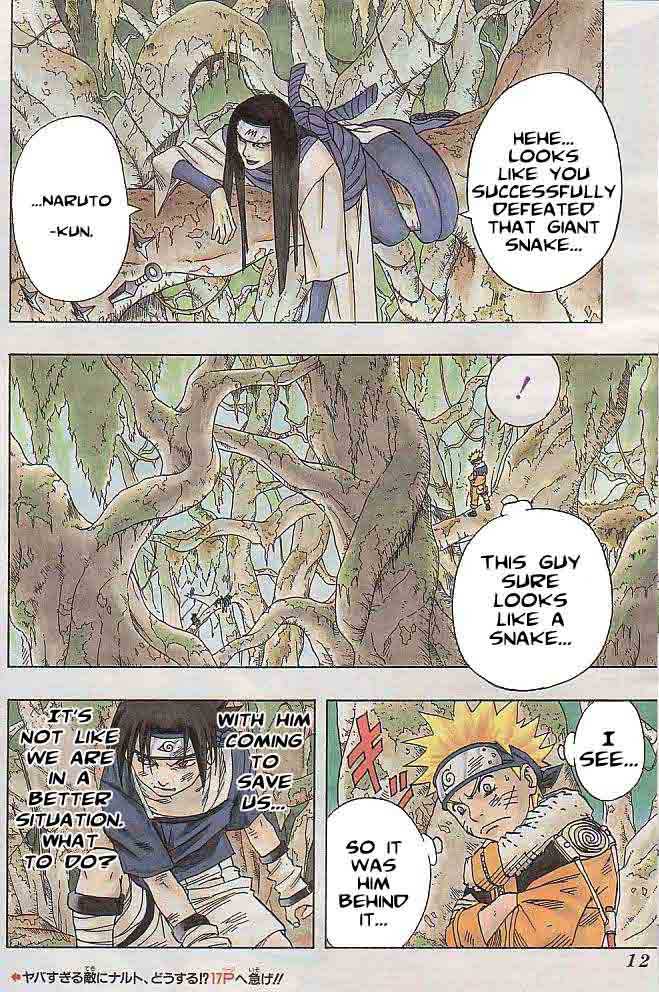 HEHE...
LOOKS
LIKE YOU
SUCCESSFULLY
DEFEATED
THAT GIANT
SNAKE...
...NARUTO
-KUN.
!
THIS GUY
SURE
LOOKS
LIKE A
SNAKE...
I
SEE...
キッ
SO IT
WAS
HIM
BEHIND
IT...
WITH HIM
COMING
TO
SAVE
US...
IT'S
NOT LIKE
WE ARE
IN A
BETTER
SITUATION.
WHAT
TO DO?
12
←ヤバすぎる敵にナルト、どうする!?17Pへ急げ!!